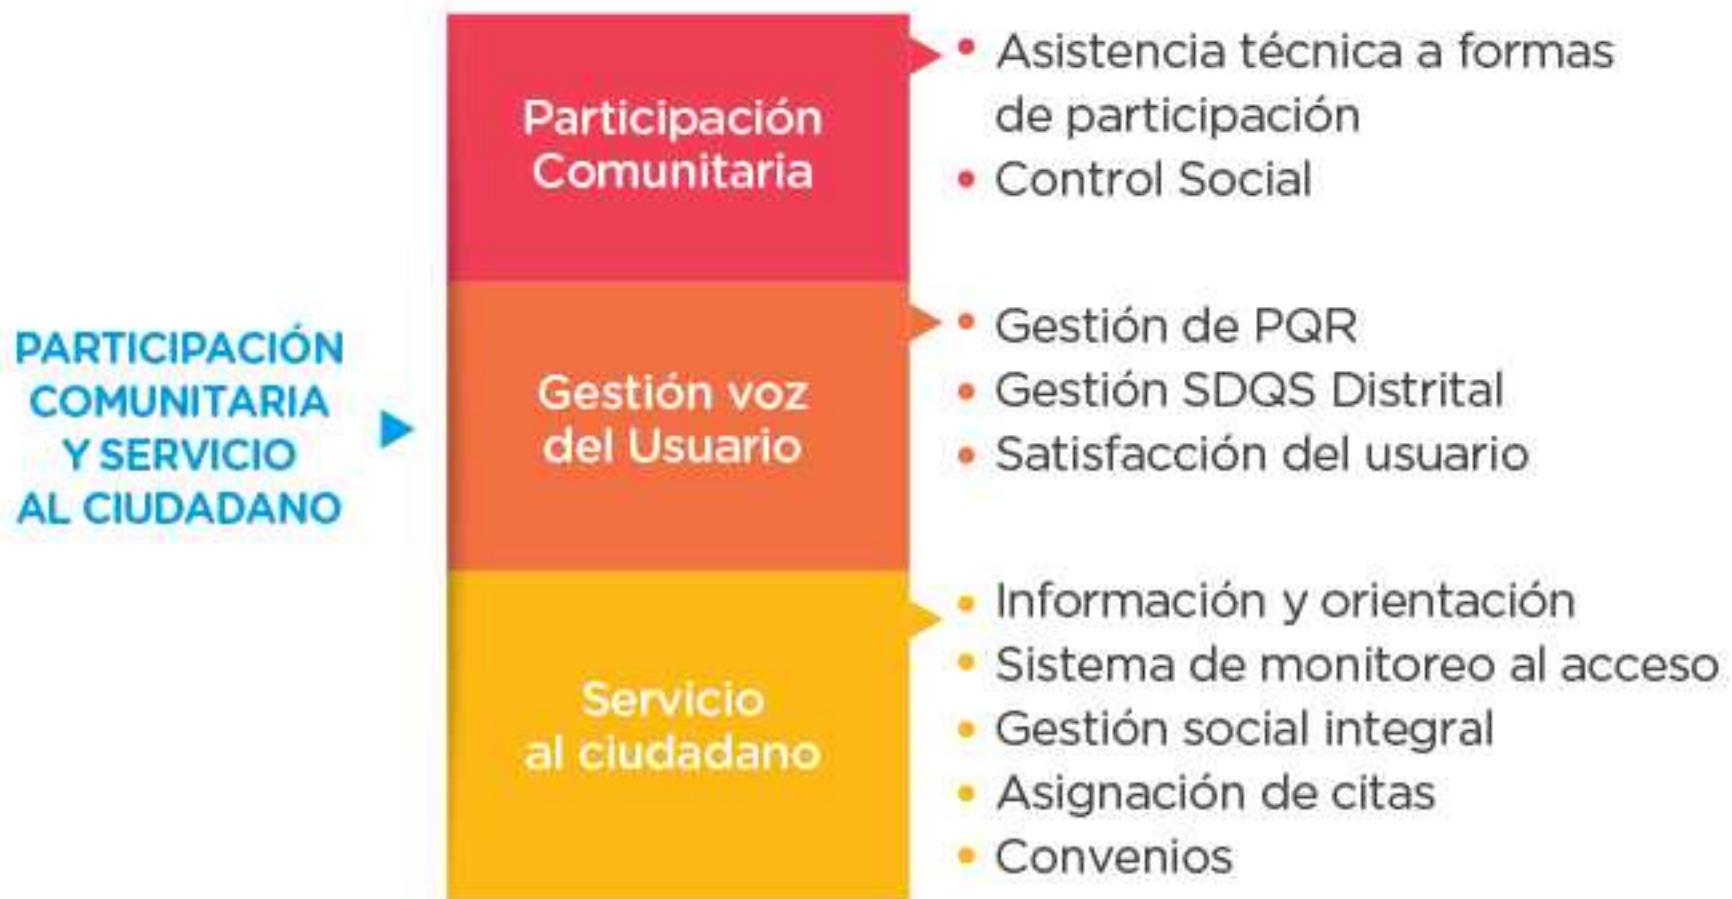 PARTICIPACIÓN
COMUNITARIA
Y SERVICIO
AL CIUDADANO
Participación
Comunitaria
• Asistencia técnica a formas
de participación
• Control Social
Gestión voz
del Usuario
• Gestión de PQR
• Gestión SDQS Distrital
• Satisfacción del usuario
Servicio
al ciudadano
• Información y orientación
• Sistema de monitoreo al acceso
• Gestión social integral
• Asignación de citas
• Convenios